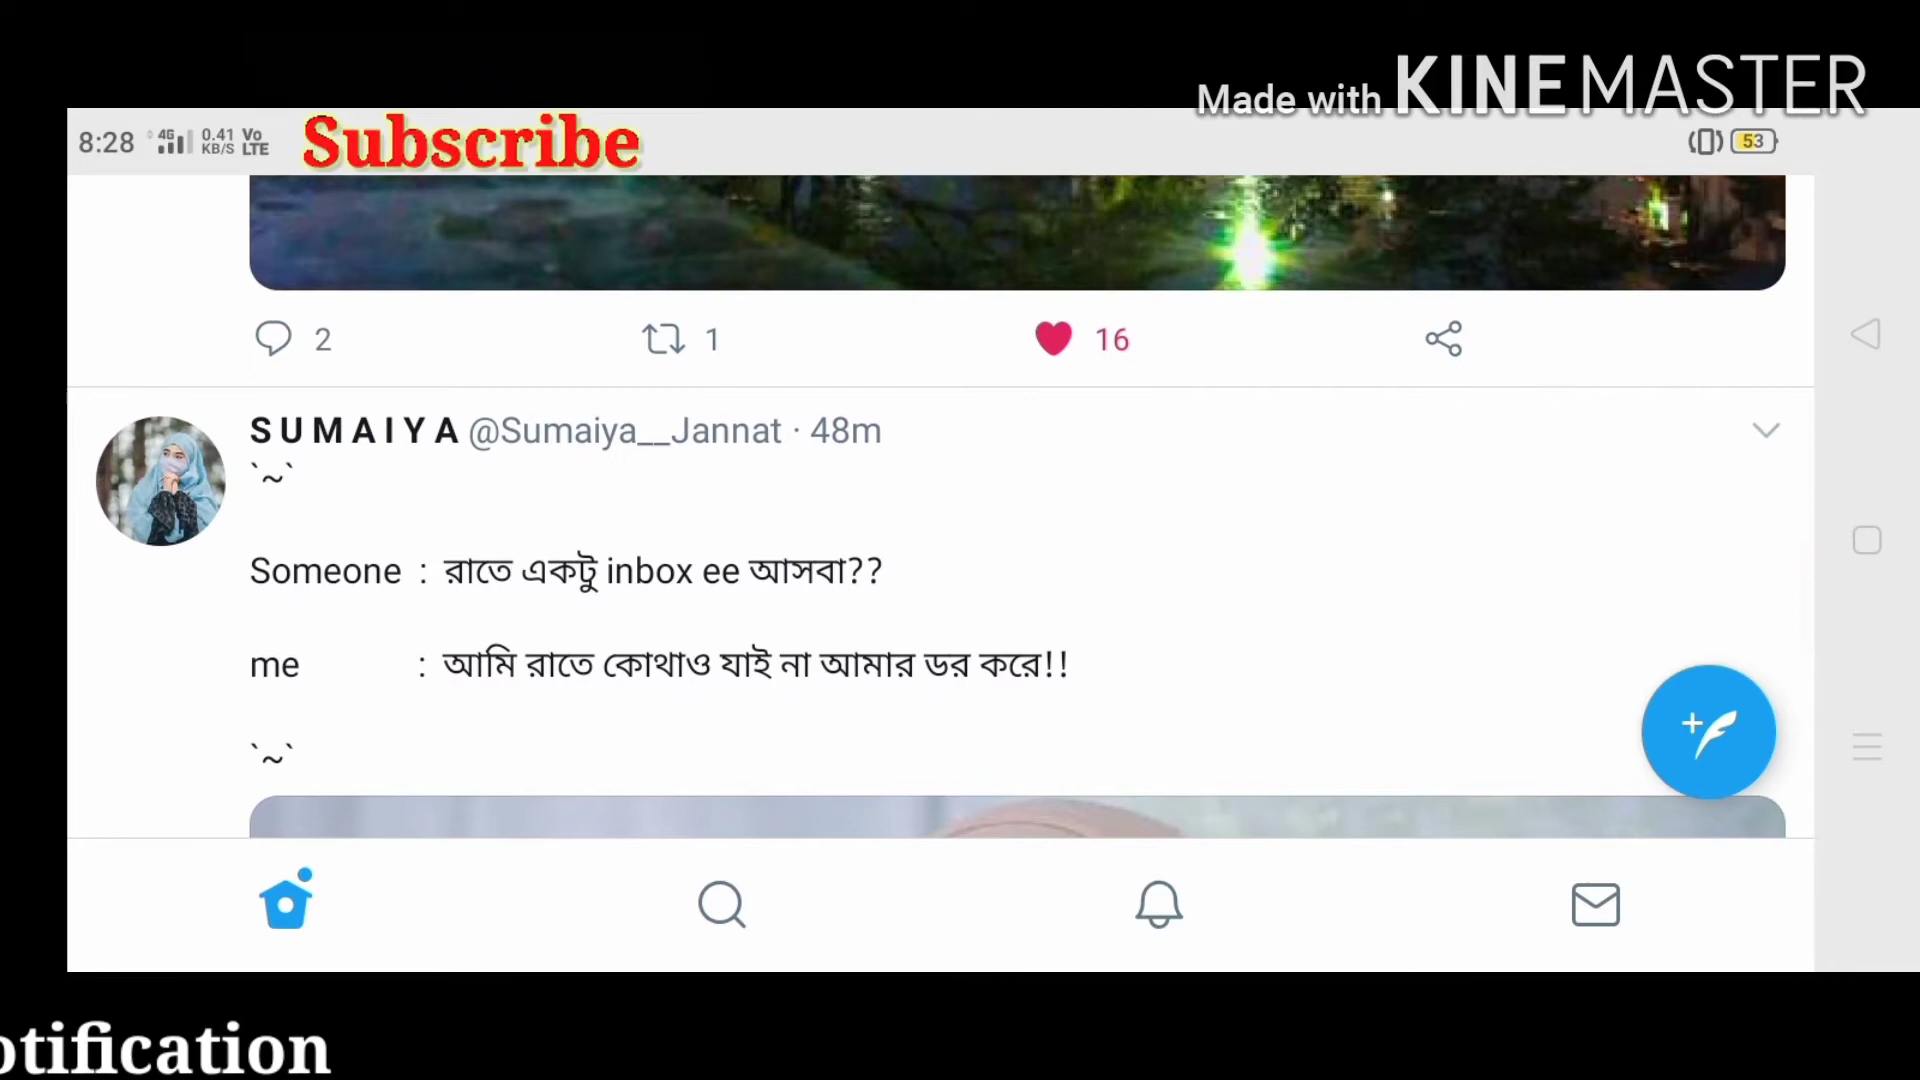 Made with KINEMASTER
8:28 4G 0.41 KB/S Vo LTE Subscribe 53
2 1 16
S U M A I Y A @Sumaiya__Jannat · 48m
`~`
Someone : রাতে একটু inbox ee আসবা??
me : আমি রাতে কোথাও যাই না আমার ডর করে!!
`~`
otification